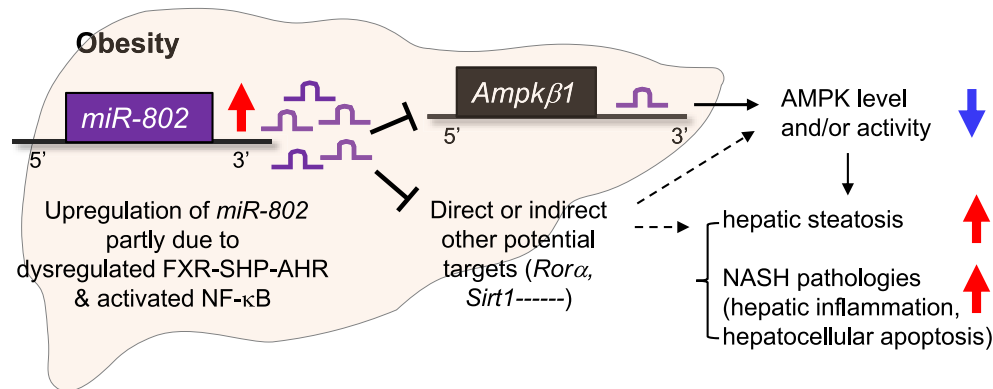 Obesity
miR-802
5’
3’
Upregulation of miR-802
partly due to
dysregulated FXR-SHP-AHR
& activated NF-κB
Ampkβ1
5’
3’
Direct or indirect
other potential
targets (Rorα,
Sirt1------)
AMPK level
and/or activity
hepatic steatosis
NASH pathologies
(hepatic inflammation,
hepatocellular apoptosis)